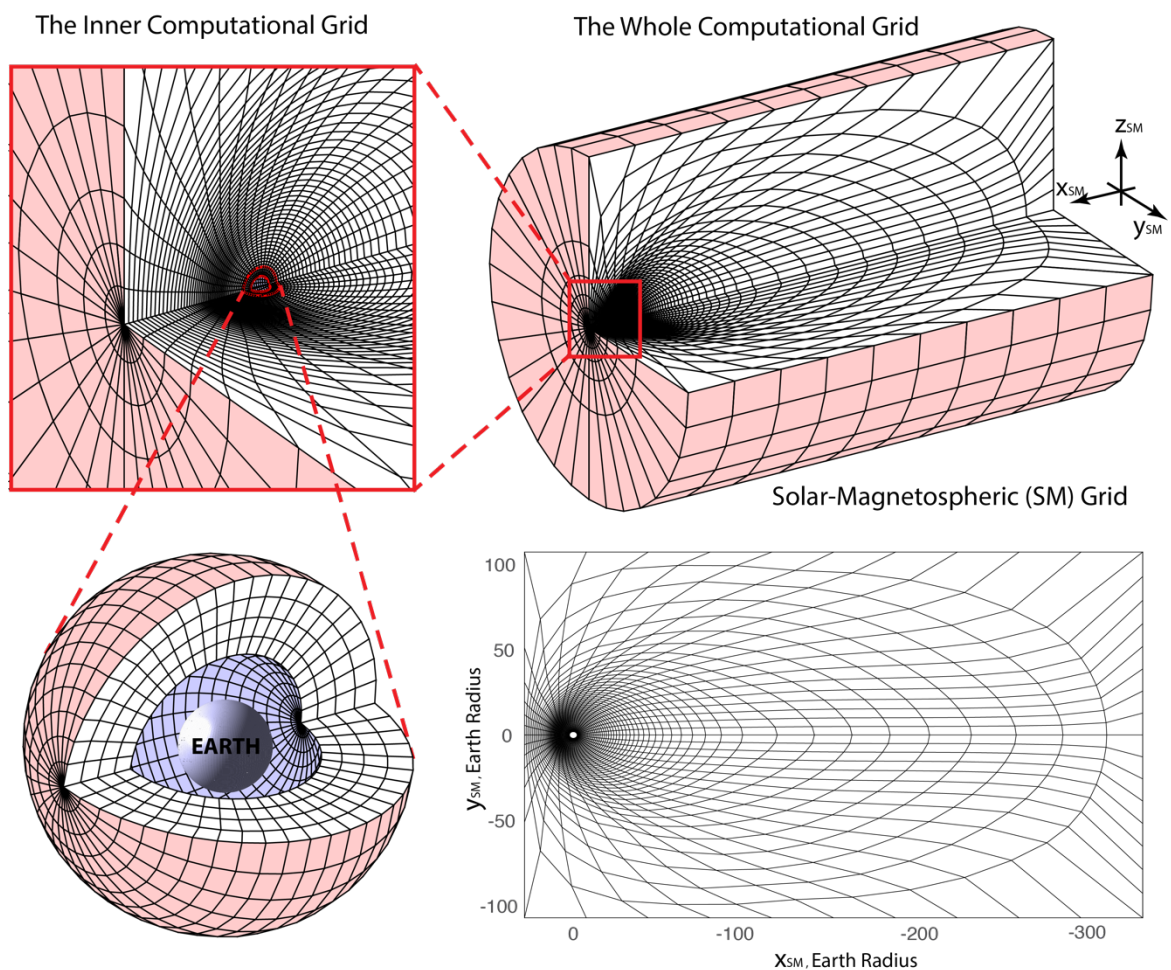 The Inner Computational Grid
The Whole Computational Grid
zSM
xSM
ySM
Solar-Magnetospheric (SM) Grid
EARTH
100
50
0
-50
-100
ySM, Earth Radius
0
-100
-200
-300
xSM, Earth Radius